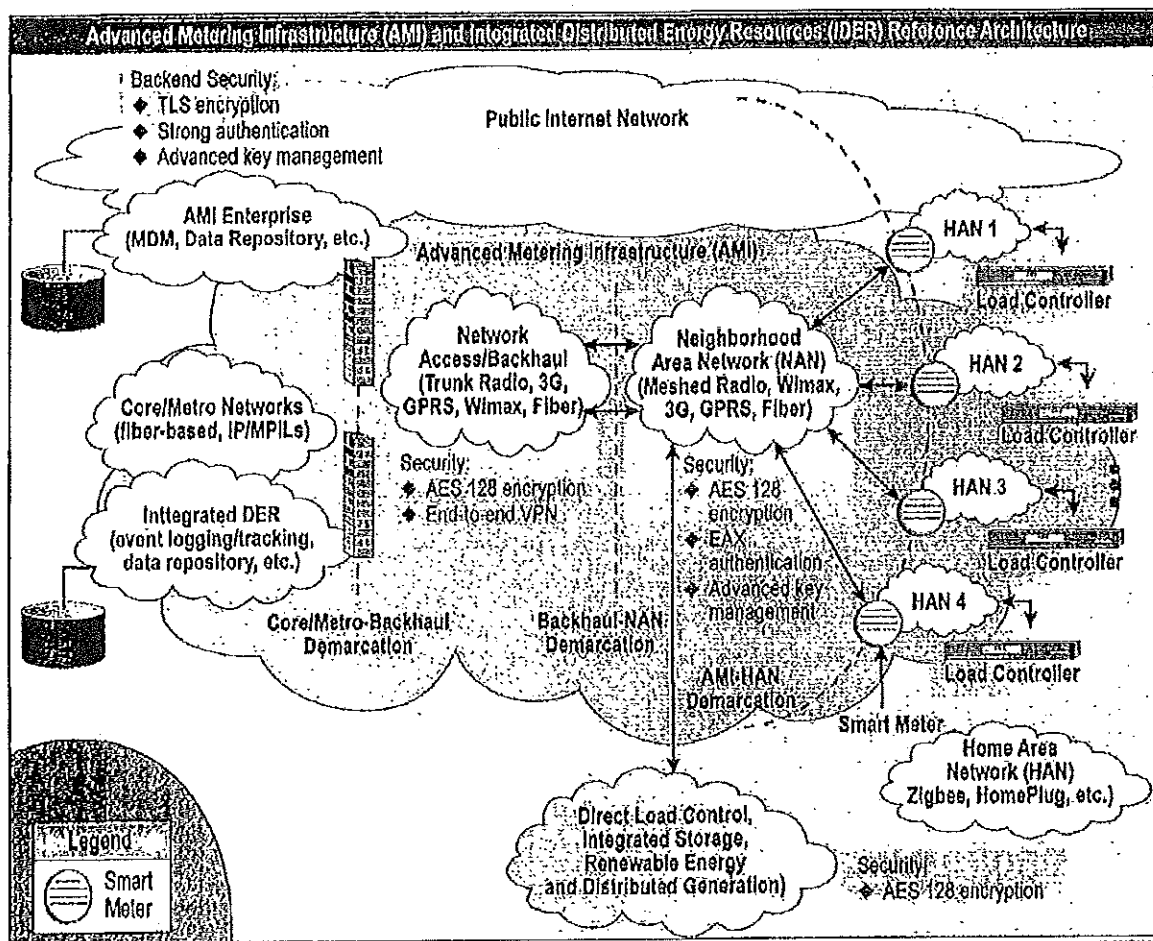 Advanced Metering Infrastructure (AMI) and Integrated Distributed Energy Resources (IDER) Reference Architecture
Backend Security:
◆ TLS encryption
◆ Strong authentication
◆ Advanced key management
Public Internet Network
AMI Enterprise
(MDM, Data Repository, etc.)
Advanced Metering Infrastructure (AMI)
HAN 1
Load Controller
Network
Access/Backhaul
(Trunk Radio, 3G,
GPRS, Wimax, Fiber)
Neighborhood
Area Network (NAN)
(Meshed Radio, Wimax,
3G, GPRS, Fiber)
HAN 2
Load Controller
Core/Metro Networks
(fiber-based, IP/MPILs)
Security:
◆ AES 128 encryption
◆ End-to-end VPN
Security:
◆ AES 128
encryption
◆ EAX
authentication
◆ Advanced key
management
HAN 3
Load Controller
Inttegrated DER
(ovont logging/tracking,
data repository, etc.)
HAN 4
Load Controller
Core/Metro-Backhaul
Demarcation
Backhaul-NAN
Demarcation
AMI-HAN
Demarcation
Smart Meter
Home Area
Network (HAN)
Zigbee, HomePlug, etc.)
Direct Load Control,
Integrated Storage,
Renewable Energy
and Distributed Generation)
Security:
◆ AES 128 encryption
Legend
Smart
Meter